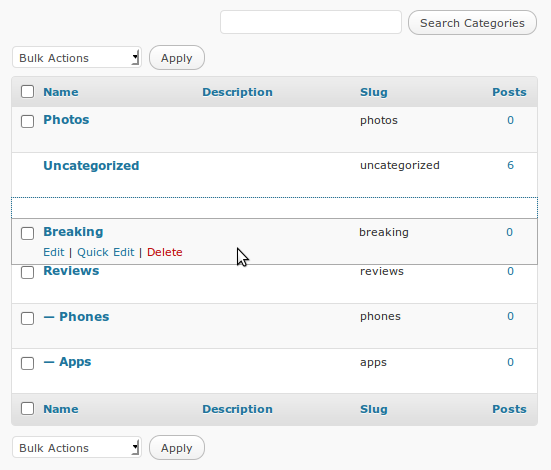 Search Categories
Bulk Actions Apply
Name Description Slug Posts
Photos photos 0
Uncategorized uncategorized 6
Breaking breaking 0
Edit | Quick Edit | Delete
Reviews reviews 0
— Phones phones 0
— Apps apps 0
Name Description Slug Posts
Bulk Actions Apply